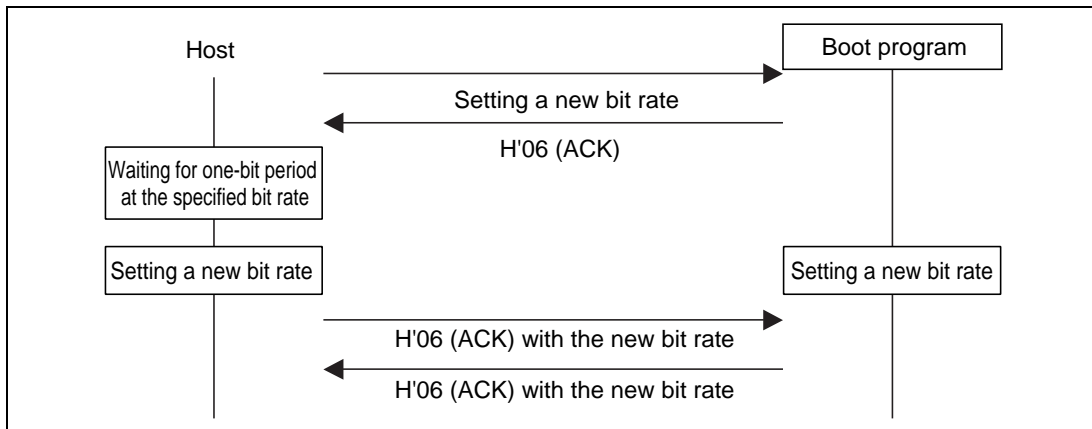 Host
Boot program
Setting a new bit rate
H'06 (ACK)
Waiting for one-bit period
at the specified bit rate
Setting a new bit rate
Setting a new bit rate
H'06 (ACK) with the new bit rate
H'06 (ACK) with the new bit rate